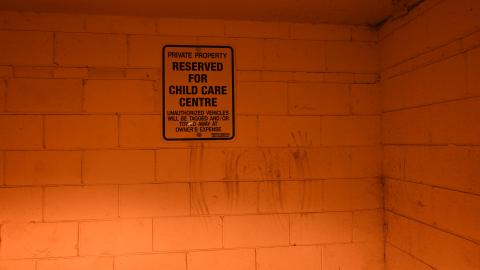 PRIVATE PROPERTY
RESERVED
FOR
CHILD CARE
CENTRE
UNAUTHORIZED VEHICLES
WILL BE TAGGED AND/OR
TOWED AWAY AT
OWNER'S EXPENSE